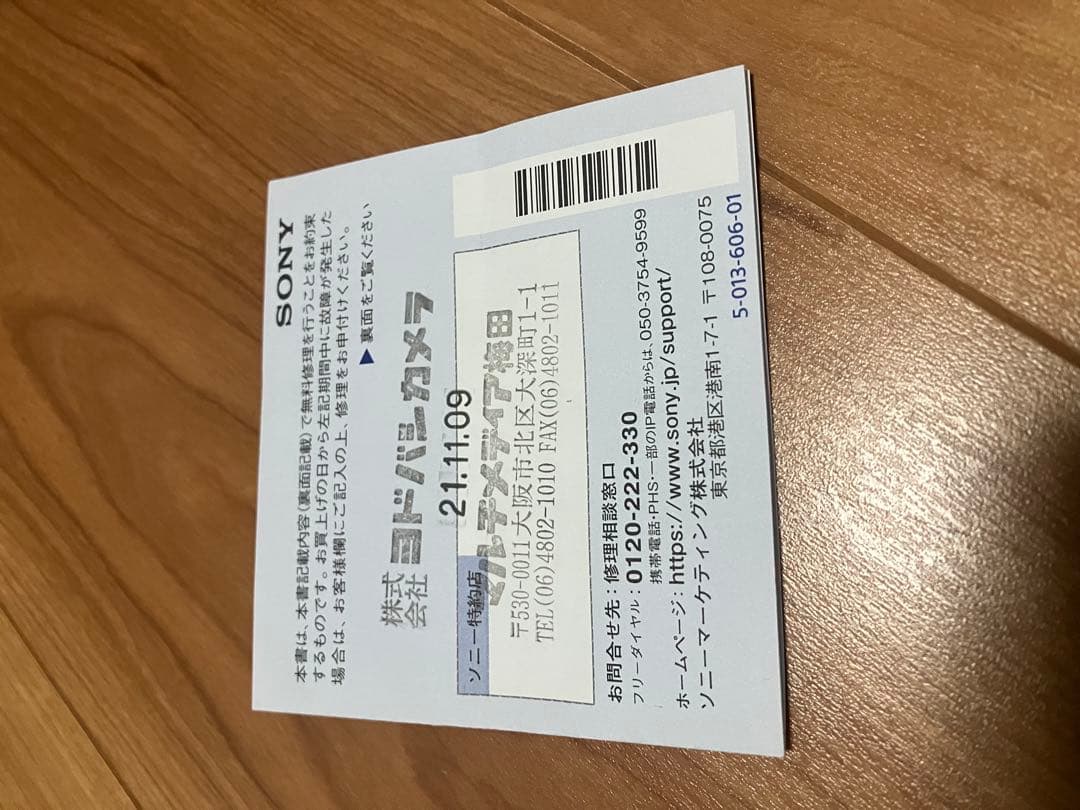 SONY
本書は、本書記載内容(裏面記載)で無料修理を行うことをお約束
するものです。お買上げの日から左記期間中に故障が発生した
場合は、お客様欄にご記入の上、修理をお申付けください。
▶ 裏面をご覧ください
株式会社 ヨドバシカメラ
21.11.09
ソニー特約店
マルチメディア梅田
〒530-0011大阪市北区大深町1-1
TEL(06)4802-1010 FAX(06)4802-1011
お問合せ先:修理相談窓口
フリーダイヤル:0120-222-330
携帯電話・PHS・一部のIP電話からは、050-3754-9599
ホームページ:https://www.sony.jp/support/
ソニーマーケティング株式会社
東京都港区港南1-7-1 〒108-0075
5-013-606-01